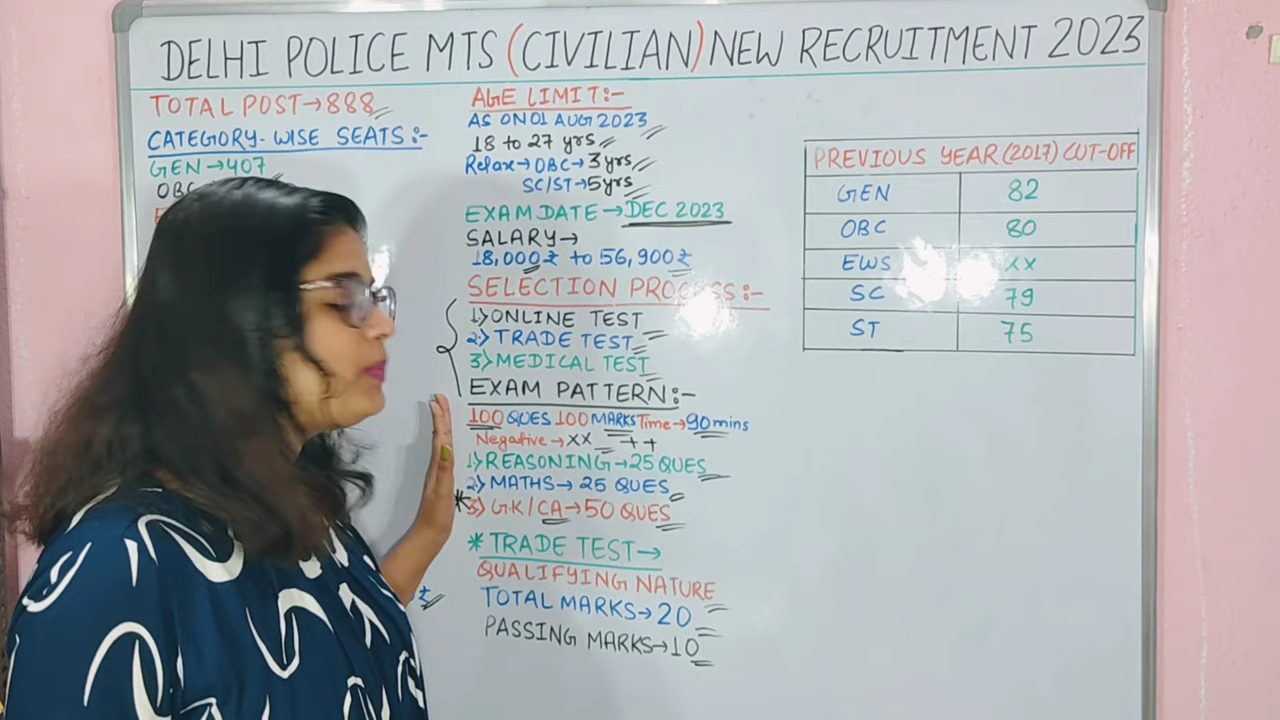 DELHI POLICE MTS (CIVILIAN) NEW RECRUITMENT 2023
TOTAL POST→888
CATEGORY-WISE SEATS:-
GEN→407
OBC
AGE LIMIT:-
AS ON 01 AUG 2023
18 to 27 yrs
Relax→OBC→3yrs
SC/ST→5yrs
EXAM DATE→DEC 2023
SALARY→
18,000₹ to 56,900₹
SELECTION PROCESS:-
1) ONLINE TEST
2) TRADE TEST
3) MEDICAL TEST
EXAM PATTERN:-
100 QUES 100 MARKS Time→90mins
Negative→XX
1) REASONING→25 QUES
2) MATHS→25 QUES
*3) G.K/CA→50 QUES
*TRADE TEST→
QUALIFYING NATURE
TOTAL MARKS→20
PASSING MARKS→10
₹
PREVIOUS YEAR (2017) CUT-OFF
GEN 82
OBC 80
EWS XX
SC 79
ST 75